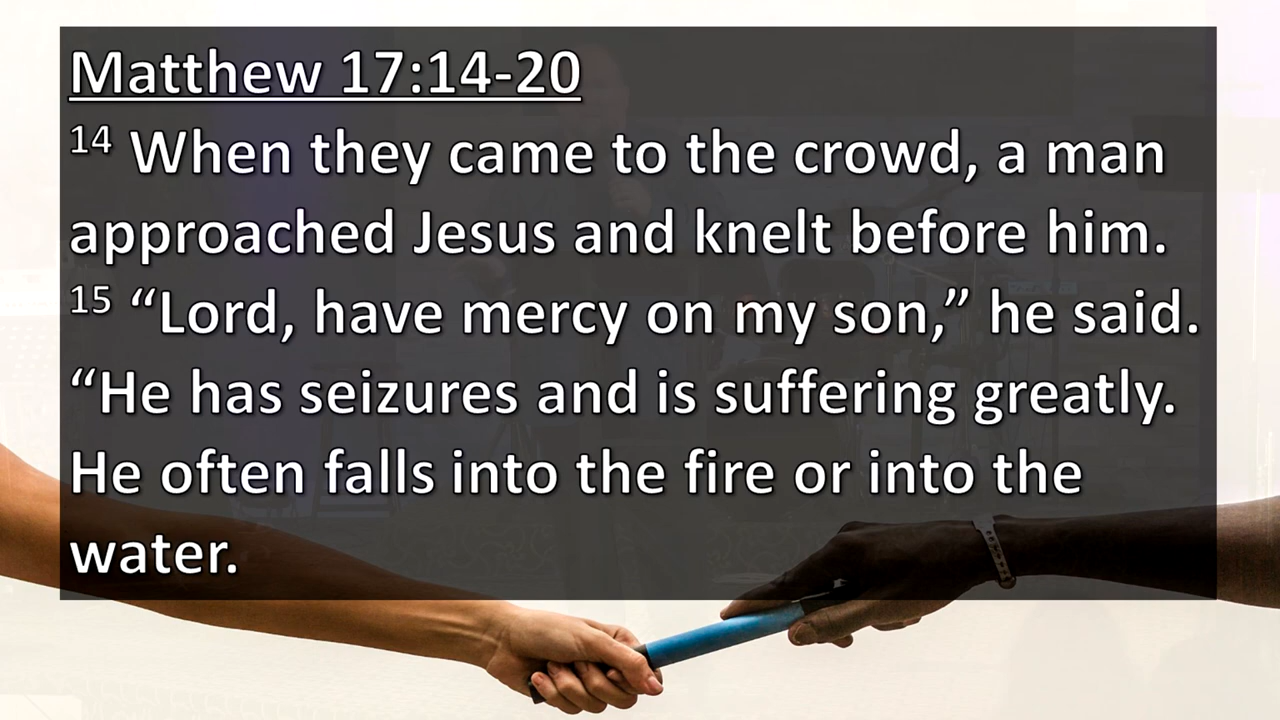 Matthew 17:14-20
14 When they came to the crowd, a man
approached Jesus and knelt before him.
15 “Lord, have mercy on my son,” he said.
“He has seizures and is suffering greatly.
He often falls into the fire or into the
water.